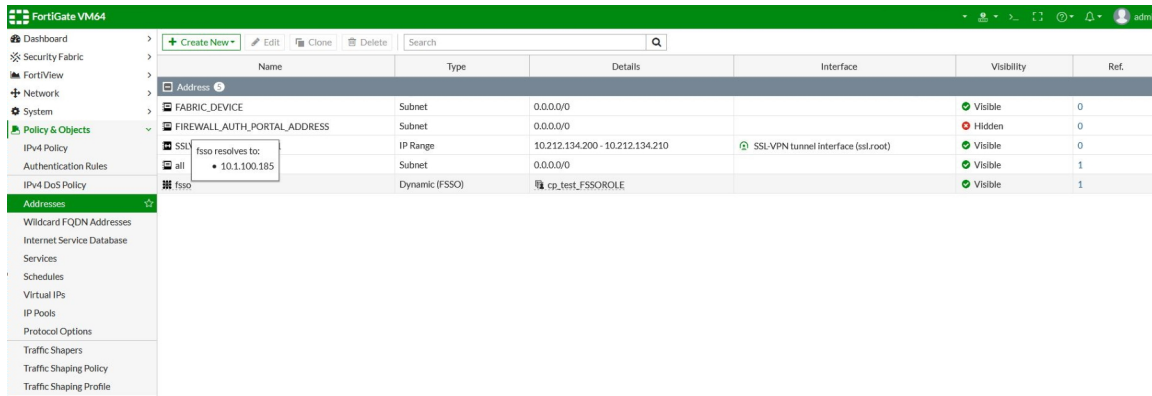 FortiGate VM64
adm
Dashboard
Security Fabric
FortiView
Network
System
Policy & Objects
IPv4 Policy
Authentication Rules
IPv4 DoS Policy
Addresses
Wildcard FQDN Addresses
Internet Service Database
Services
Schedules
Virtual IPs
IP Pools
Protocol Options
Traffic Shapers
Traffic Shaping Policy
Traffic Shaping Profile
+ Create New Edit Clone Delete Search
Name Type Details Interface Visibility Ref.
Address 5
FABRIC_DEVICE Subnet 0.0.0.0/0 Visible 0
FIREWALL_AUTH_PORTAL_ADDRESS Subnet 0.0.0.0/0 Hidden 0
IP Range 10.212.134.200 - 10.212.134.210 SSL-VPN tunnel interface (ssl.root) Visible 0
all Subnet 0.0.0.0/0 Visible 1
fsso Dynamic (FSSO) cp_test_FSSOROLE Visible 1
fsso resolves to:
• 10.1.100.185